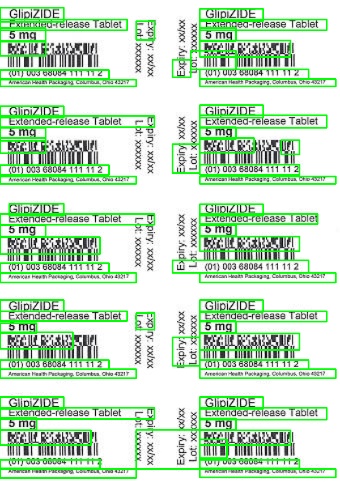 GlipiZIDE
Extended-release Tablet
5 mg
(01) 003 68084 111 11 2
American Health Packaging, Columbus, Ohio 43217
Expiry: xx/xx
Lot: xxxxxx
GlipiZIDE
Extended-release Tablet
5 mg
(01) 003 68084 111 11 2
American Health Packaging, Columbus, Ohio 43217
Expiry: xx/xx
Lot: xxxxxx
GlipiZIDE
Extended-release Tablet
5 mg
(01) 003 68084 111 11 2
American Health Packaging, Columbus, Ohio 43217
Expiry: xx/xx
Lot: xxxxxx
GlipiZIDE
Extended-release Tablet
5 mg
(01) 003 68084 111 11 2
American Health Packaging, Columbus, Ohio 43217
Expiry: xx/xx
Lot: xxxxxx
GlipiZIDE
Extended-release Tablet
5 mg
(01) 003 68084 111 11 2
American Health Packaging, Columbus, Ohio 43217
Expiry: xx/xx
Lot: xxxxxx
GlipiZIDE
Extended-release Tablet
5 mg
(01) 003 68084 111 11 2
American Health Packaging, Columbus, Ohio 43217
Expiry: xx/xx
Lot: xxxxxx
GlipiZIDE
Extended-release Tablet
5 mg
(01) 003 68084 111 11 2
American Health Packaging, Columbus, Ohio 43217
Expiry: xx/xx
Lot: xxxxxx
GlipiZIDE
Extended-release Tablet
5 mg
(01) 003 68084 111 11 2
American Health Packaging, Columbus, Ohio 43217
Expiry: xx/xx
Lot: xxxxxx
GlipiZIDE
Extended-release Tablet
5 mg
(01) 003 68084 111 11 2
American Health Packaging, Columbus, Ohio 43217
Expiry: xx/xx
Lot: xxxxxx
GlipiZIDE
Extended-release Tablet
5 mg
(01) 003 68084 111 11 2
American Health Packaging, Columbus, Ohio 43217
Expiry: xx/xx
Lot: xxxxxx